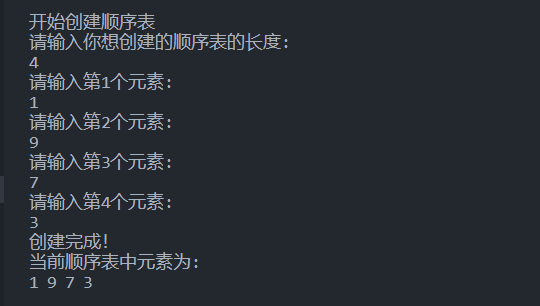 开始创建顺序表
请输入你想创建的顺序表的长度:
4
请输入第1个元素:
1
请输入第2个元素:
9
请输入第3个元素:
7
请输入第4个元素:
3
创建完成!
当前顺序表中元素为:
1 9 7 3